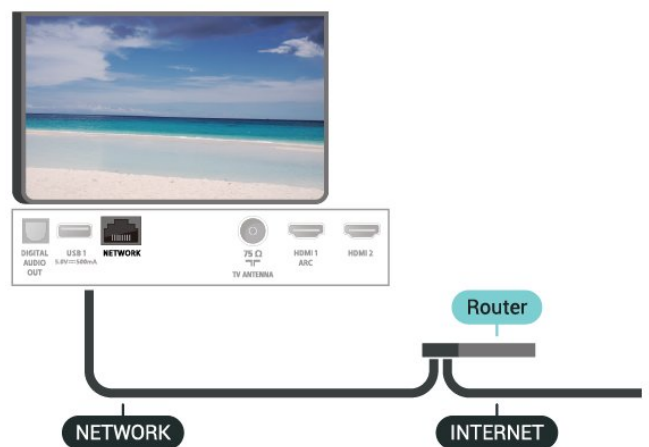 DIGITAL
AUDIO
OUT
USB 1
5.0V⎓500mA
NETWORK
75 Ω
TV ANTENNA
HDMI 1
ARC
HDMI 2
Router
NETWORK
INTERNET